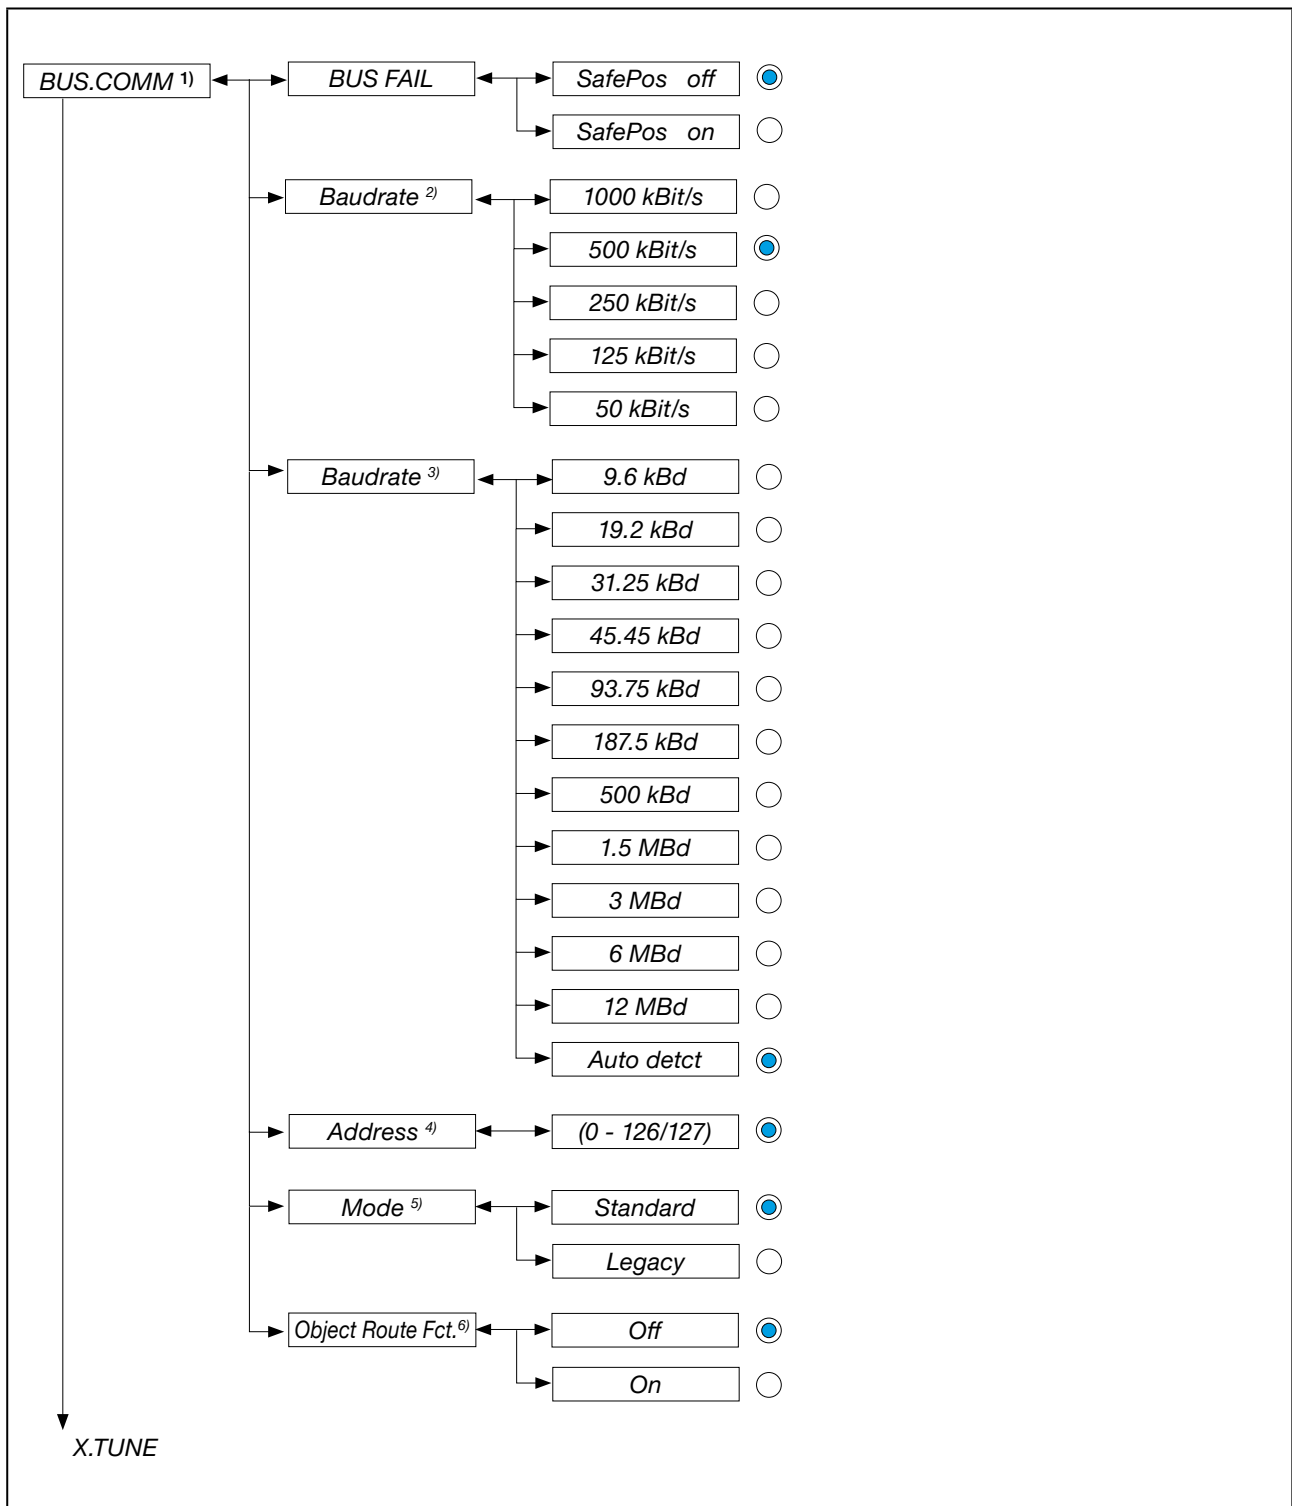 BUS.COMM 1)
BUS FAIL
SafePos off
SafePos on
Baudrate 2)
1000 kBit/s
500 kBit/s
250 kBit/s
125 kBit/s
50 kBit/s
Baudrate 3)
9.6 kBd
19.2 kBd
31.25 kBd
45.45 kBd
93.75 kBd
187.5 kBd
500 kBd
1.5 MBd
3 MBd
6 MBd
12 MBd
Auto detct
Address 4)
(0 - 126/127)
Mode 5)
Standard
Legacy
Object Route Fct.6)
Off
On
X.TUNE